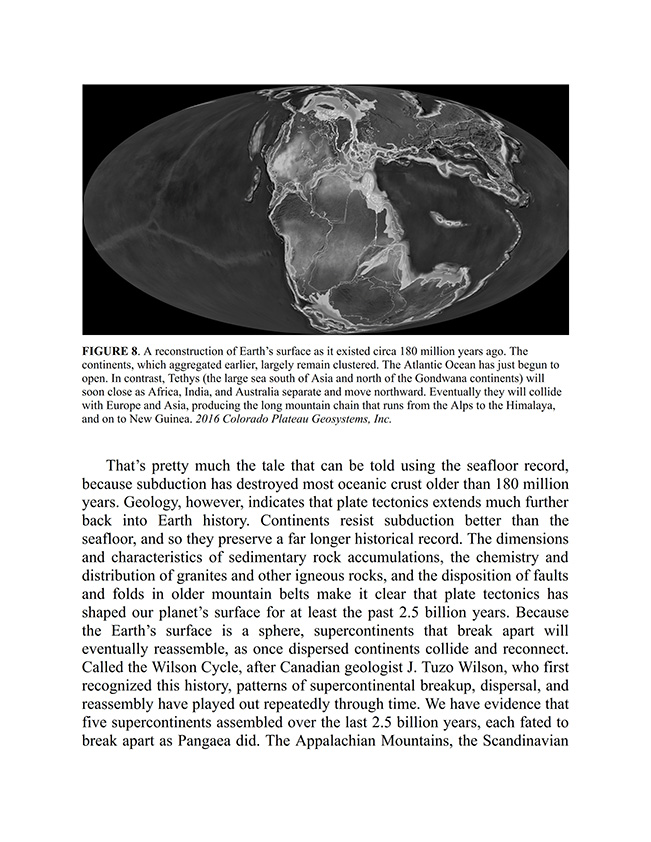 FIGURE 8. A reconstruction of Earth’s surface as it existed circa 180 million years ago. The
continents, which aggregated earlier, largely remain clustered. The Atlantic Ocean has just begun to
open. In contrast, Tethys (the large sea south of Asia and north of the Gondwana continents) will
soon close as Africa, India, and Australia separate and move northward. Eventually they will collide
with Europe and Asia, producing the long mountain chain that runs from the Alps to the Himalaya,
and on to New Guinea. 2016 Colorado Plateau Geosystems, Inc.
That’s pretty much the tale that can be told using the seafloor record,
because subduction has destroyed most oceanic crust older than 180 million
years. Geology, however, indicates that plate tectonics extends much further
back into Earth history. Continents resist subduction better than the
seafloor, and so they preserve a far longer historical record. The dimensions
and characteristics of sedimentary rock accumulations, the chemistry and
distribution of granites and other igneous rocks, and the disposition of faults
and folds in older mountain belts make it clear that plate tectonics has
shaped our planet’s surface for at least the past 2.5 billion years. Because
the Earth’s surface is a sphere, supercontinents that break apart will
eventually reassemble, as once dispersed continents collide and reconnect.
Called the Wilson Cycle, after Canadian geologist J. Tuzo Wilson, who first
recognized this history, patterns of supercontinental breakup, dispersal, and
reassembly have played out repeatedly through time. We have evidence that
five supercontinents assembled over the last 2.5 billion years, each fated to
break apart as Pangaea did. The Appalachian Mountains, the Scandinavian